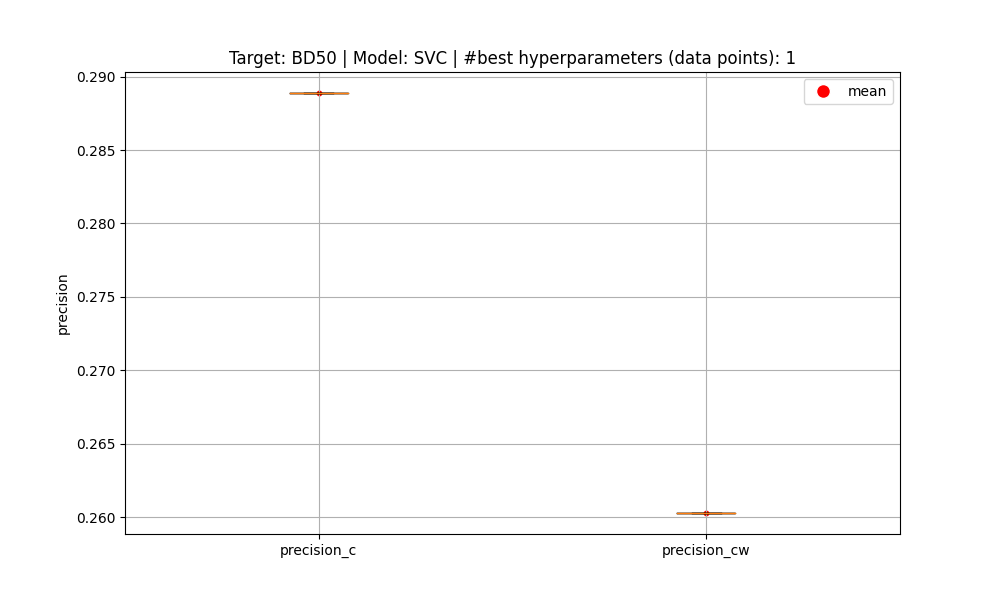 Target: BD50 | Model: SVC | #best hyperparameters (data points): 1
mean
0.290
0.285
0.280
0.275
0.270
0.265
0.260
precision
precision_c
precision_cw